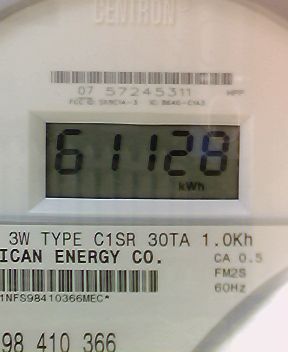 CENTRON
07 57245311 HPP
61128
kWh
3W TYPE C1SR 30TA 1.0Kh
ICAN ENERGY CO. CA 0.5
FM2S
60Hz
1NFS98410366MEC*
98 410 366